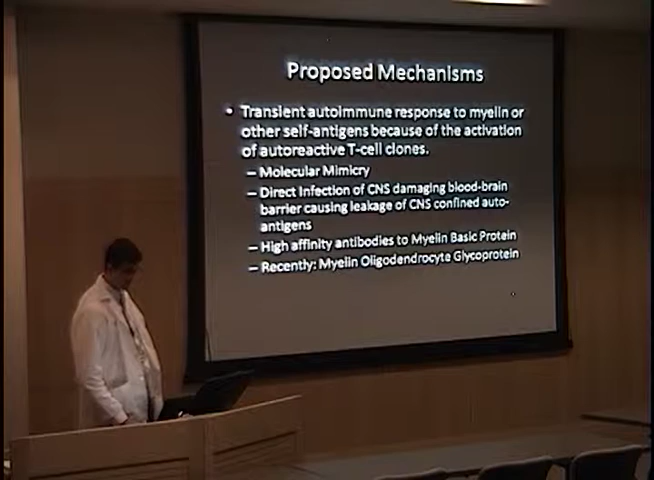 Proposed Mechanisms
• Transient autoimmune response to myelin or
other self-antigens because of the activation
of autoreactive T-cell clones.
– Molecular Mimicry
– Direct Infection of CNS damaging blood-brain
barrier causing leakage of CNS confined auto-
antigens
– High affinity antibodies to Myelin Basic Protein
– Recently: Myelin Oligodendrocyte Glycoprotein